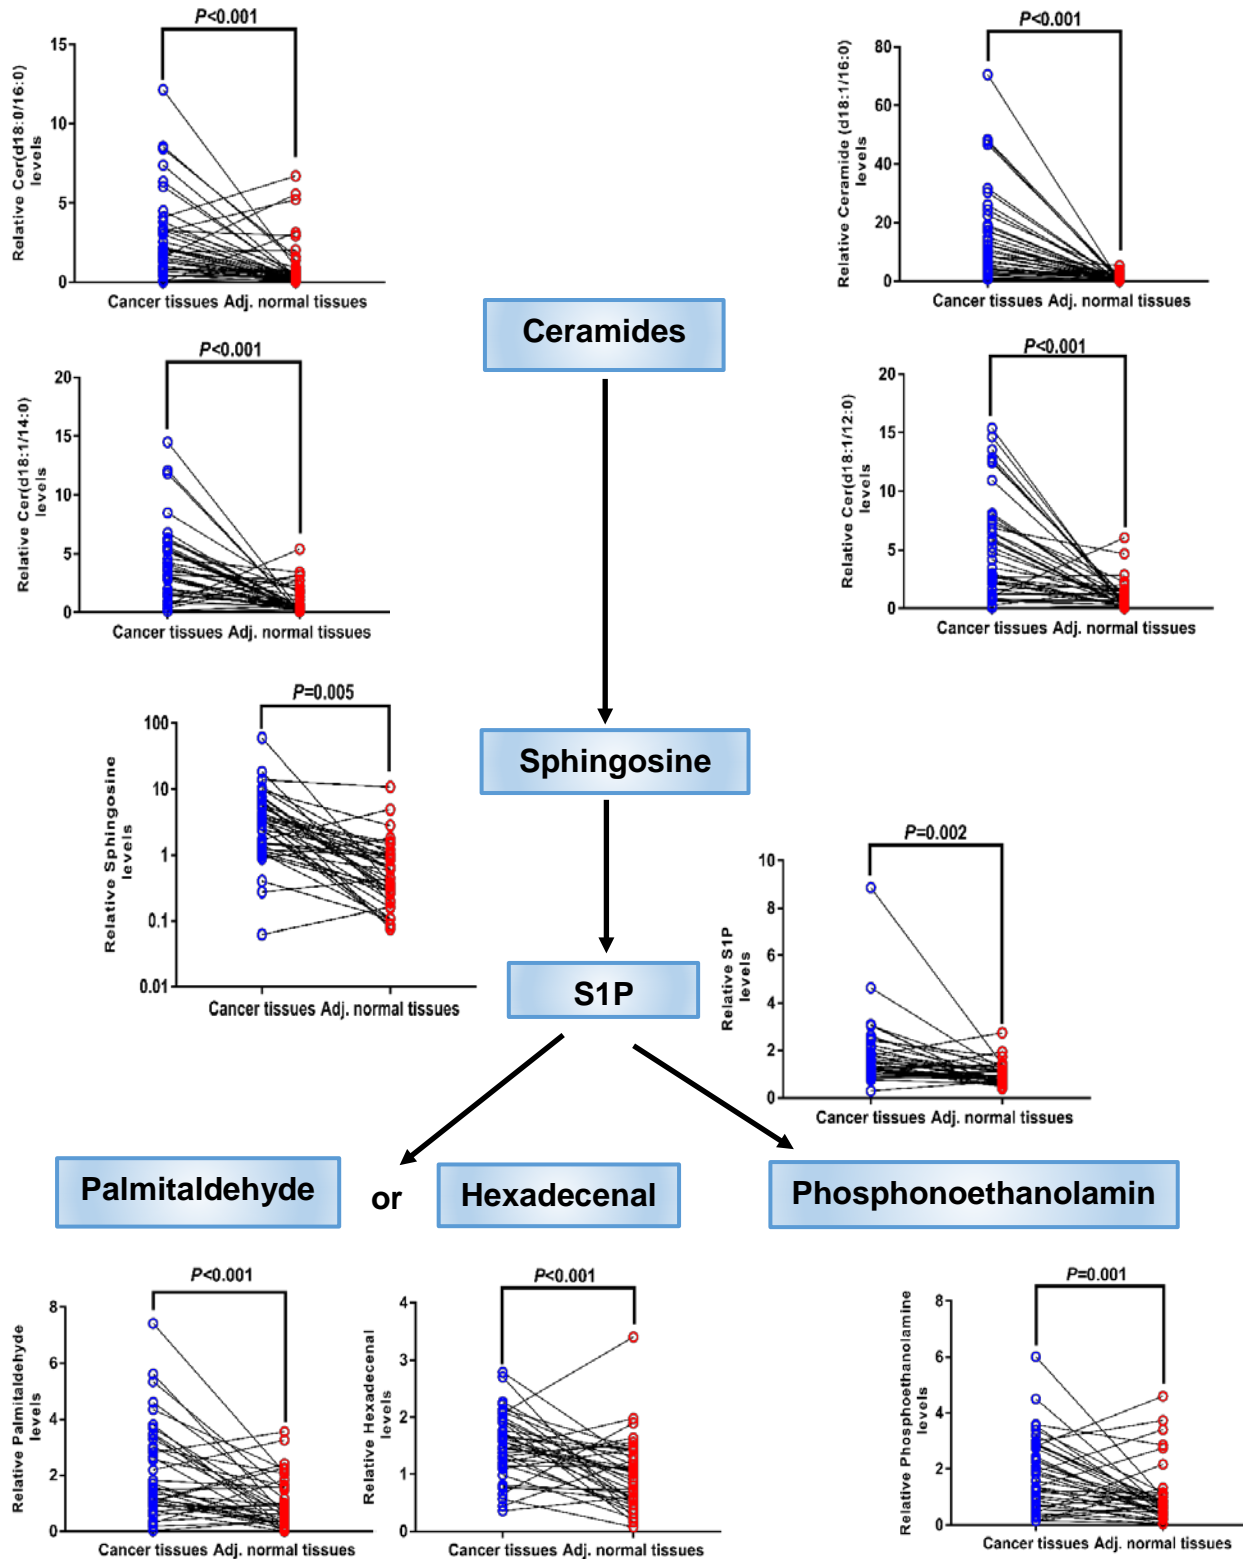 P<0.001
Relative Cer(d18:0/16:0)
levels
15
10
5
0
Cancer tissues Adj. normal tissues
P<0.001
Relative Ceramide (d18:1/16:0)
levels
80
60
40
20
0
Cancer tissues Adj. normal tissues
Ceramides
P<0.001
Relative Cer(d18:1/14:0)
levels
20
15
10
5
0
Cancer tissues Adj. normal tissues
P<0.001
Relative Cer(d18:1/12:0)
levels
20
15
10
5
0
Cancer tissues Adj. normal tissues
P=0.005
Relative Sphingosine
levels
100
10
1
0.1
0.01
Cancer tissues Adj. normal tissues
Sphingosine
P=0.002
Relative S1P
levels
10
8
6
4
2
0
Cancer tissues Adj. normal tissues
S1P
Palmitaldehyde
or
Hexadecenal
Phosphonoethanolamin
P<0.001
Relative Palmitaldehyde
levels
8
6
4
2
0
Cancer tissues Adj. normal tissues
P<0.001
Relative Hexadecenal
levels
4
3
2
1
0
Cancer tissues Adj. normal tissues
P=0.001
Relative Phosphoethanolamine
levels
8
6
4
2
0
Cancer tissues Adj. normal tissues